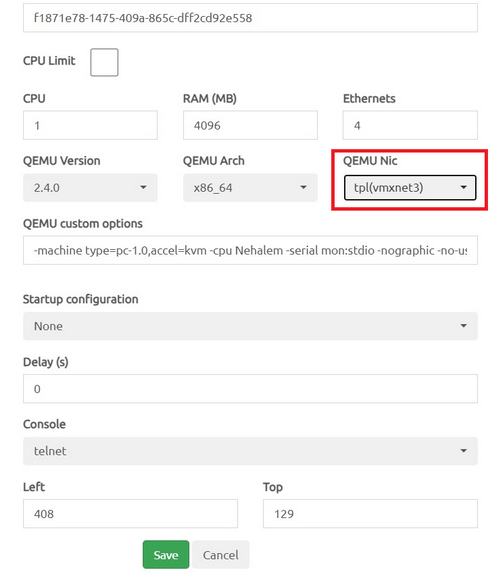 f1871e78-1475-409a-865c-dff2cd92e558
CPU Limit
CPU RAM (MB) Ethernets
1 4096 4
QEMU Version QEMU Arch QEMU Nic
2.4.0 x86_64 tpl(vmxnet3)
QEMU custom options
-machine type=pc-1.0,accel=kvm -cpu Nehalem -serial mon:stdio -nographic -no-us
Startup configuration
None
Delay (s)
0
Console
telnet
Left Top
408 129
Save Cancel